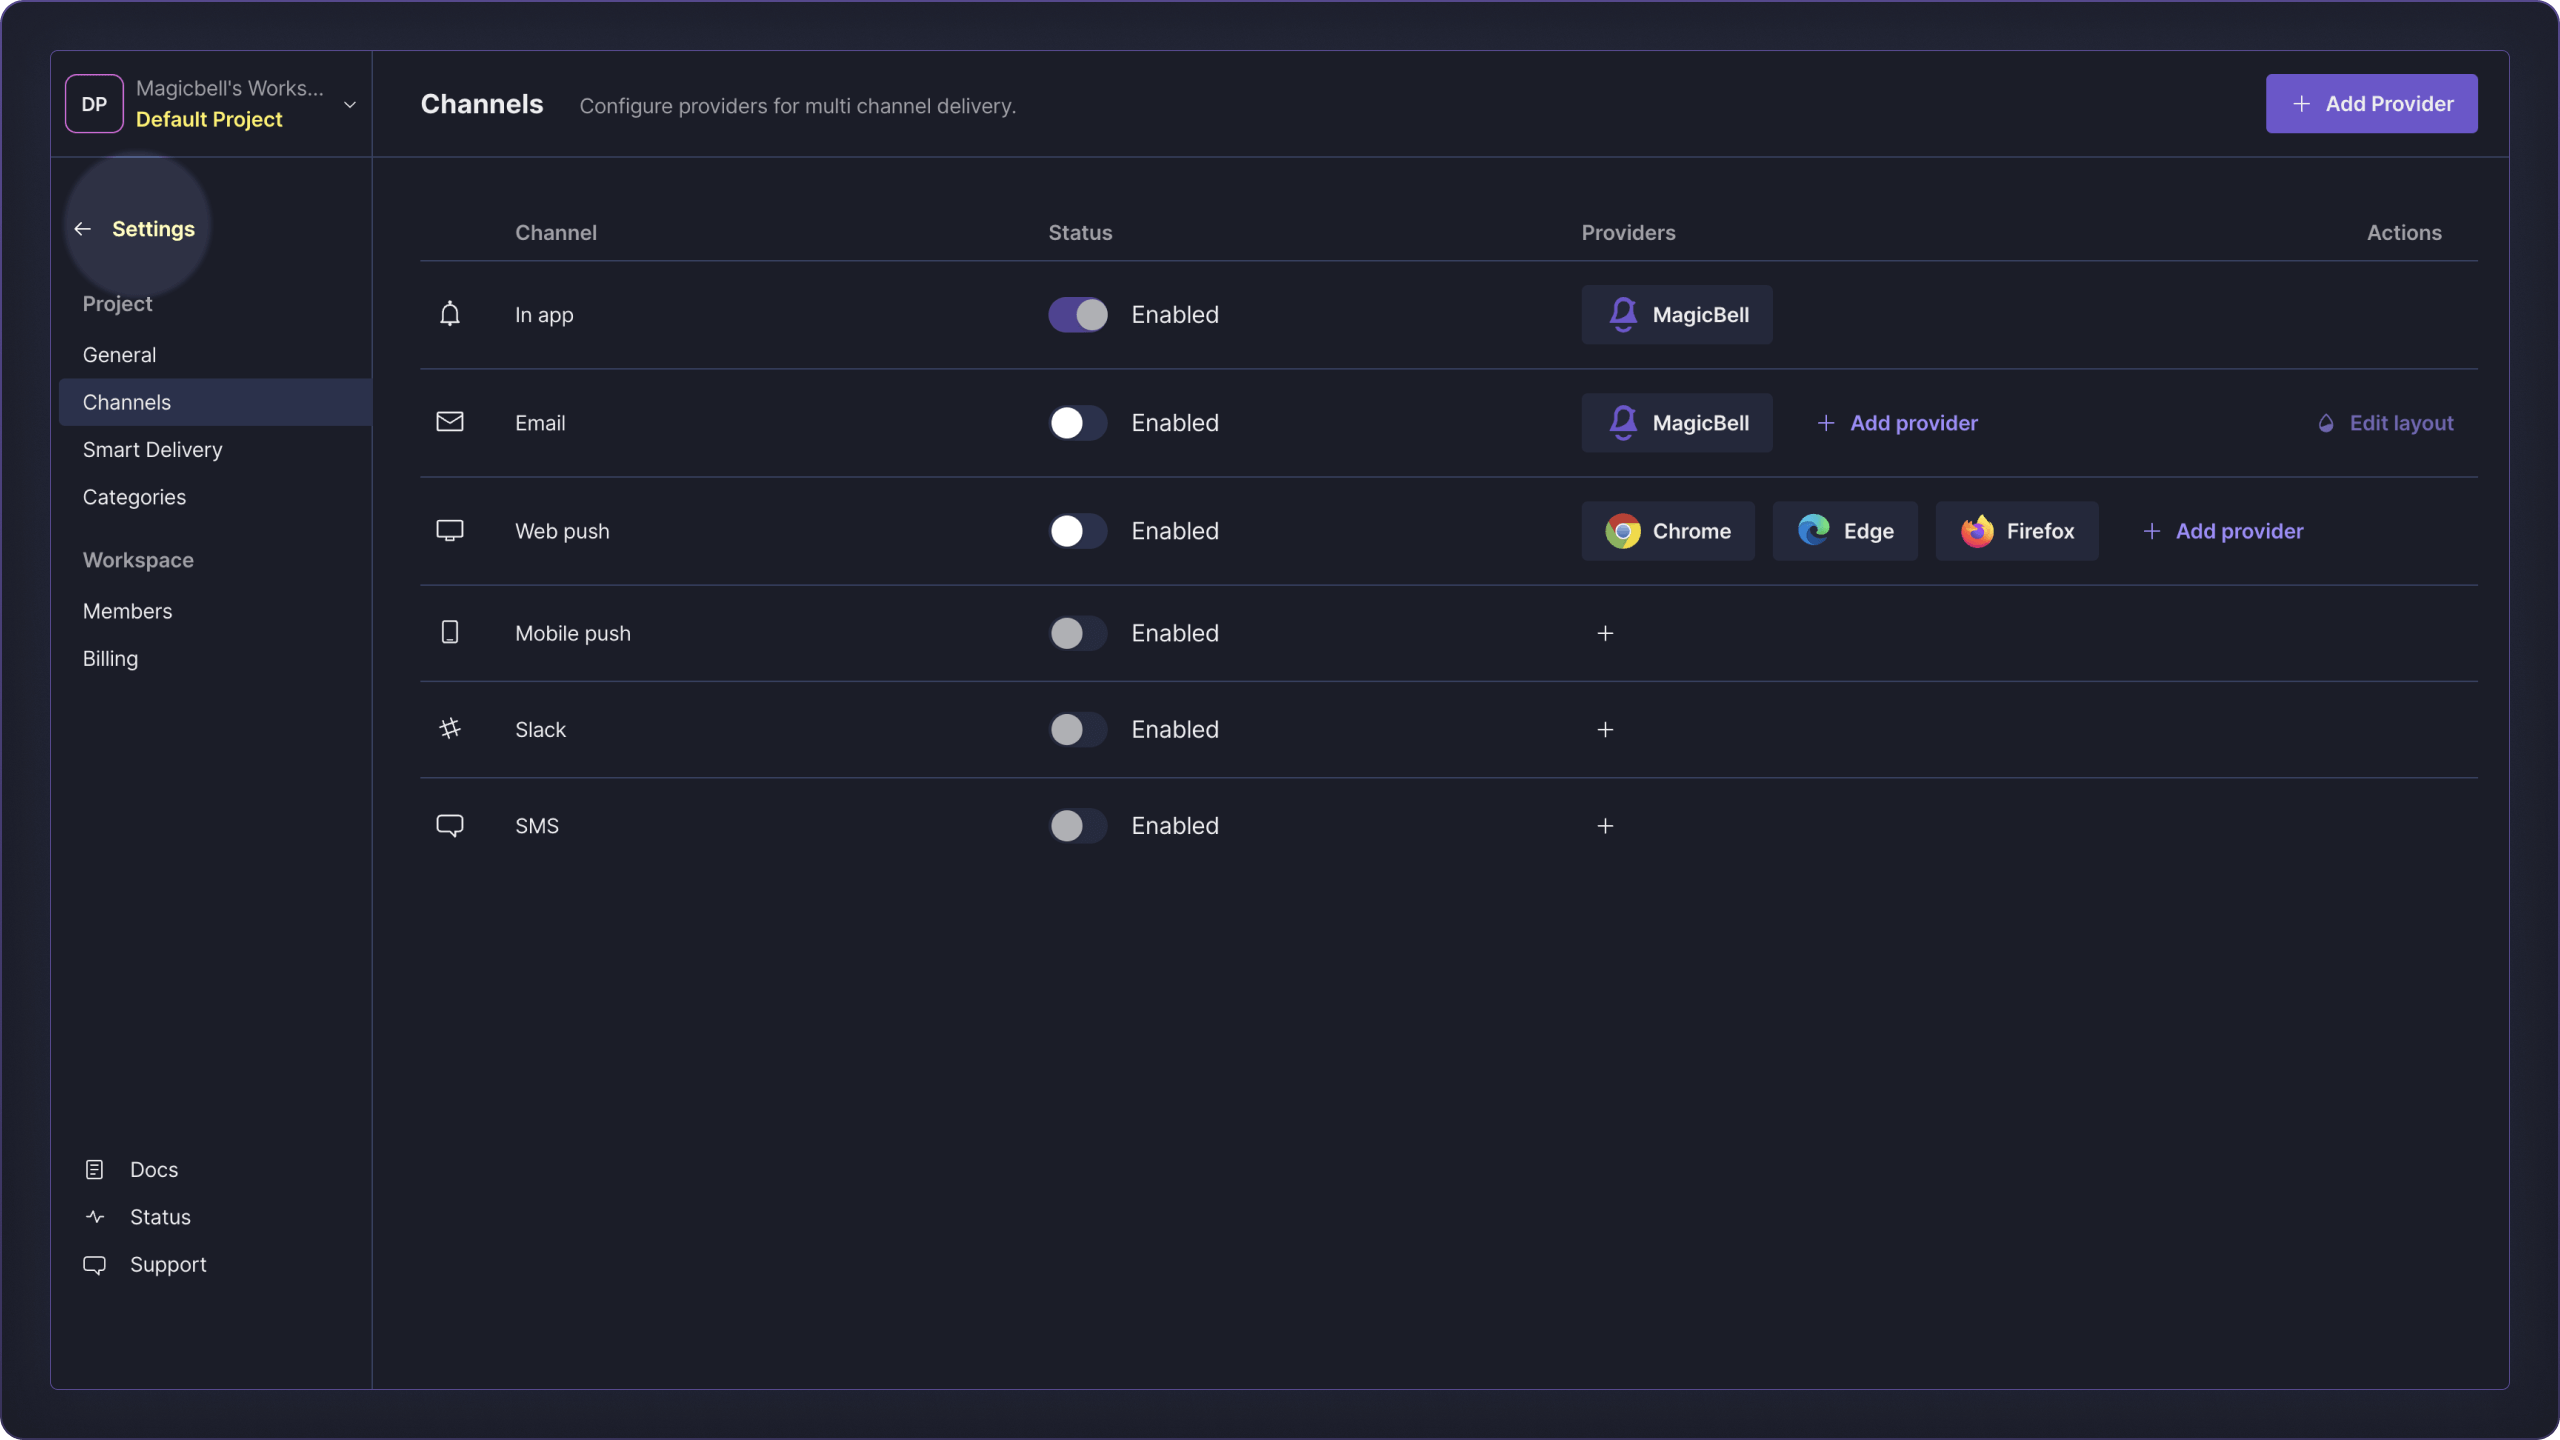 DP
Magicbell's Works...
Default Project
Channels
Configure providers for multi channel delivery.
Add Provider
Settings
Project
General
Channels
Smart Delivery
Categories
Workspace
Members
Billing
Docs
Status
Support
Channel Status Providers Actions
In app Enabled MagicBell
Email Enabled MagicBell Add provider Edit layout
Web push Enabled Chrome Edge Firefox Add provider
Mobile push Enabled
Slack Enabled
SMS Enabled